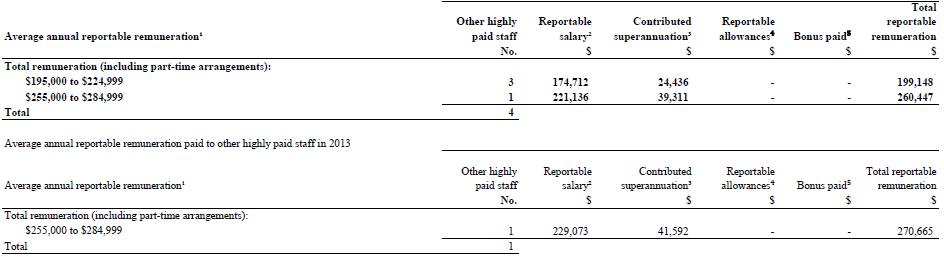 Total
Other highly Reportable Contributed Reportable reportable
Average annual reportable remuneration¹ paid staff salary² superannuation³ allowances⁴ Bonus paid⁵ remuneration
No. $ $ $ $ $
Total remuneration (including part-time arrangements):
$195,000 to $224,999 3 174,712 24,436 - - 199,148
$255,000 to $284,999 1 221,136 39,311 - - 260,447
Total 4
Average annual reportable remuneration paid to other highly paid staff in 2013
Other highly Reportable Contributed Reportable Total reportable
Average annual reportable remuneration¹ paid staff salary² superannuation³ allowances⁴ Bonus paid⁵ remuneration
No. $ $ $ $ $
Total remuneration (including part-time arrangements):
$255,000 to $284,999 1 229,073 41,592 - - 270,665
Total 1